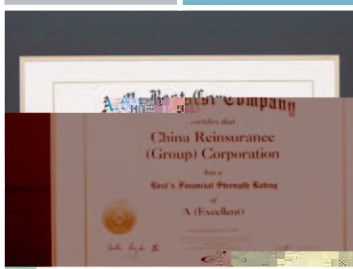 Company
certifies that
China Reinsurance
(Group) Corporation
has a
Best's Financial Strength Rating
of
A (Excellent)